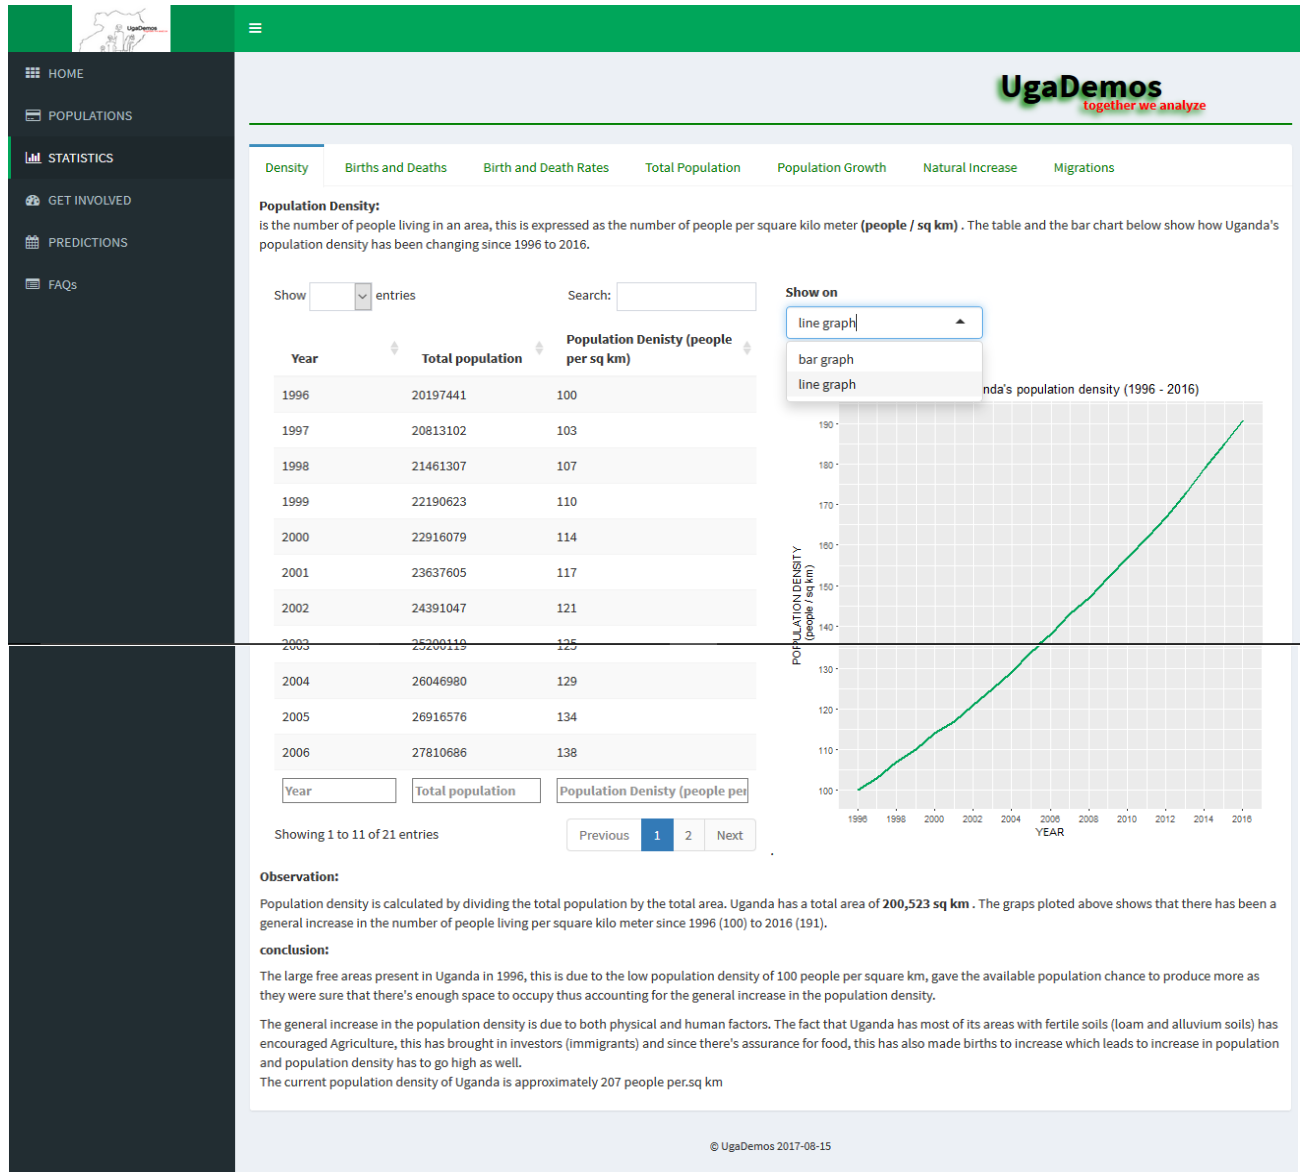 UgaDemos
HOME
POPULATIONS
STATISTICS
GET INVOLVED
PREDICTIONS
FAQs
UgaDemos
together we analyze
Density Births and Deaths Birth and Death Rates Total Population Population Growth Natural Increase Migrations
Population Density:
is the number of people living in an area, this is expressed as the number of people per square kilo meter (people / sq km) . The table and the bar chart below show how Uganda's
population density has been changing since 1996 to 2016.
Show entries Search:
Year Total population Population Denisty (people
per sq km)
1996 20197441 100
1997 20813102 103
1998 21461307 107
1999 22190623 110
2000 22916079 114
2001 23637605 117
2002 24391047 121
2003 25200119 125
2004 26046980 129
2005 26916576 134
2006 27810686 138
Year Total population Population Denisty (people per
Showing 1 to 11 of 21 entries Previous 1 2 Next
Show on
line graph
bar graph
line graph
nda's population density (1996 - 2016)
POPULATION DENSITY
(people / sq km)
190
180
170
160
150
140
130
120
110
100
1996 1998 2000 2002 2004 2006 2008 2010 2012 2014 2016
YEAR
.
Observation:
Population density is calculated by dividing the total population by the total area. Uganda has a total area of 200,523 sq km . The graps ploted above shows that there has been a
general increase in the number of people living per square kilo meter since 1996 (100) to 2016 (191).
conclusion:
The large free areas present in Uganda in 1996, this is due to the low population density of 100 people per square km, gave the available population chance to produce more as
they were sure that there's enough space to occupy thus accounting for the general increase in the population density.
The general increase in the population density is due to both physical and human factors. The fact that Uganda has most of its areas with fertile soils (loam and alluvium soils) has
encouraged Agriculture, this has brought in investors (immigrants) and since there's assurance for food, this has also made births to increase which leads to increase in population
and population density has to go high as well.
The current population density of Uganda is approximately 207 people per.sq km
© UgaDemos 2017-08-15